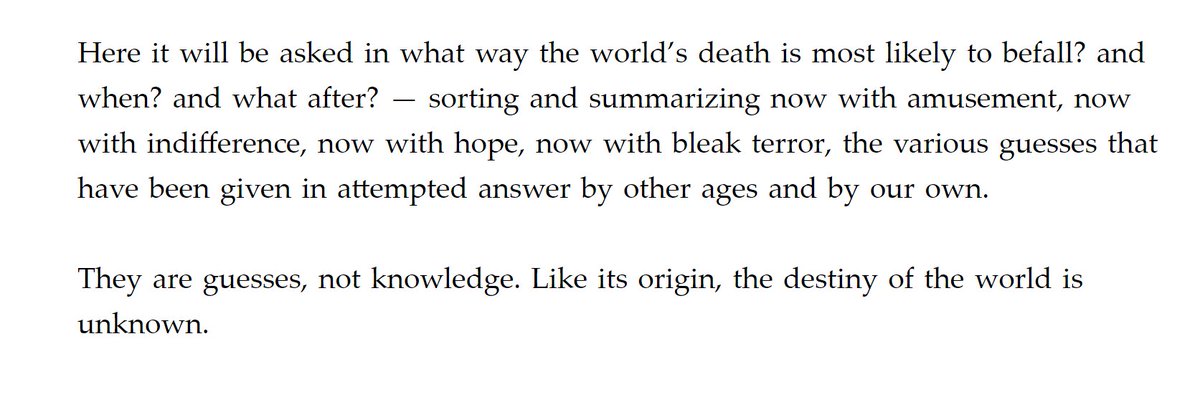 Here it will be asked in what way the world's death is most likely to befall? and
when? and what after? — sorting and summarizing now with amusement, now
with indifference, now with hope, now with bleak terror, the various guesses that
have been given in attempted answer by other ages and by our own.
They are guesses, not knowledge. Like its origin, the destiny of the world is
unknown.